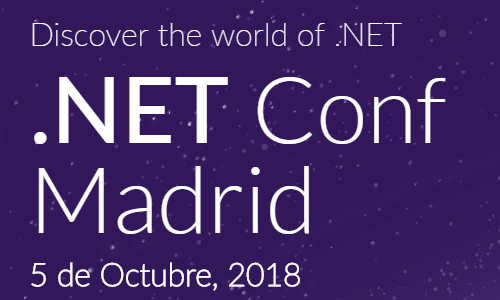 Discover the world of .NET
.NET Conf
Madrid
5 de Octubre, 2018